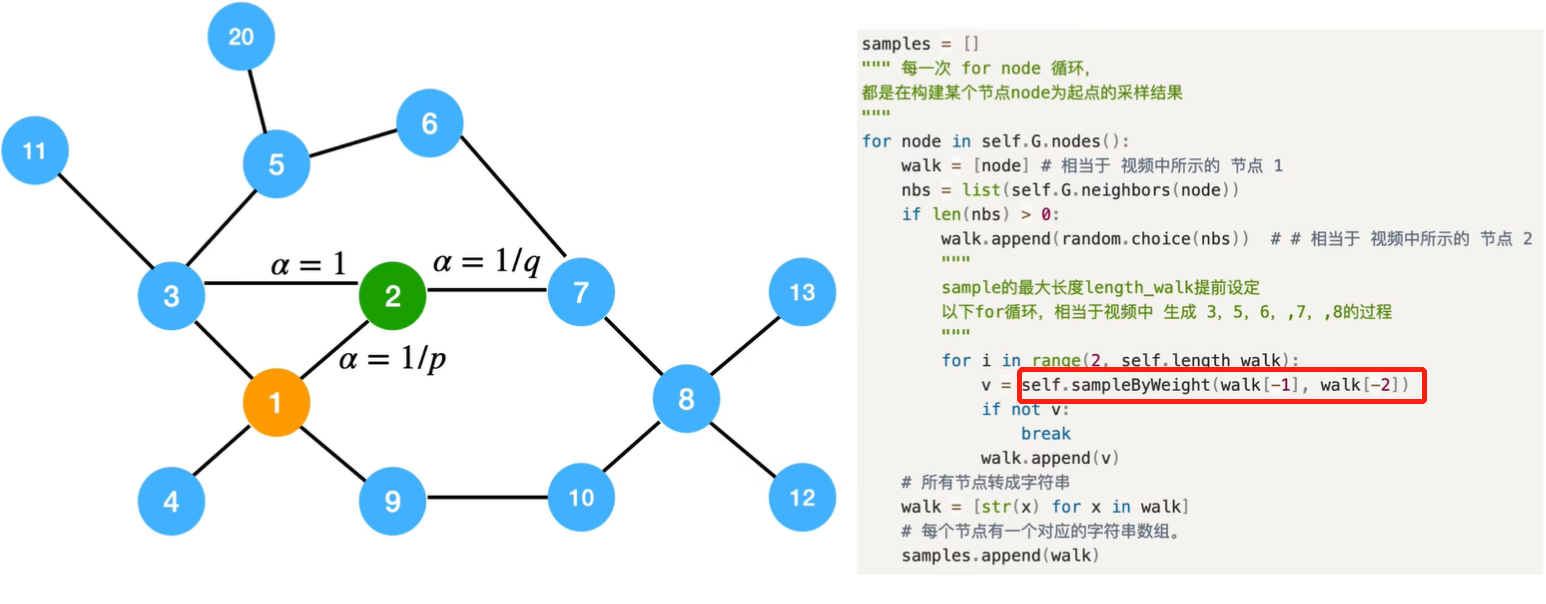 20
6
11
5
α = 1
α = 1/q
3
2
7
13
α = 1/p
1
8
4
9
10
12
samples = []
""" 每一次 for node 循环,
都是在构建某个节点node为起点的采样结果
"""
for node in self.G.nodes():
    walk = [node] # 相当于 视频中所示的 节点 1
    nbs = list(self.G.neighbors(node))
    if len(nbs) > 0:
        walk.append(random.choice(nbs))  # # 相当于 视频中所示的 节点 2
        """
        sample的最大长度length_walk提前设定
        以下for循环, 相当于视频中 生成 3, 5, 6, ,7, ,8的过程
        """
        for i in range(2, self.length_walk):
            v = self.sampleByWeight(walk[-1], walk[-2])
            if not v:
                break
            walk.append(v)
    # 所有节点转成字符串
    walk = [str(x) for x in walk]
    # 每个节点有一个对应的字符串数组。
    samples.append(walk)